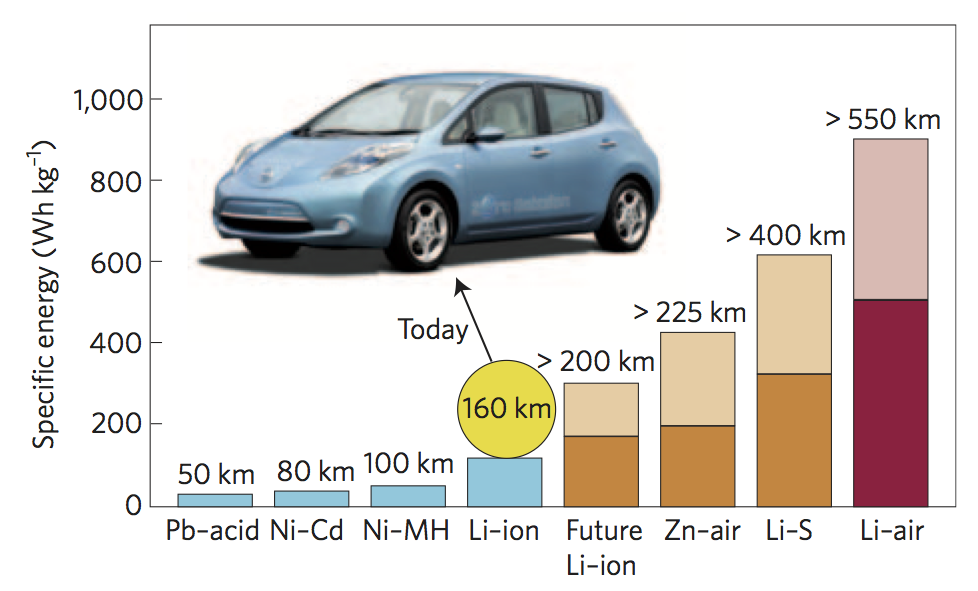 Specific energy (Wh kg⁻¹)
1,000
800
600
400
200
0
50 km
80 km
100 km
160 km
> 200 km
> 225 km
> 400 km
> 550 km
Today
Pb–acid
Ni–Cd
Ni–MH
Li–ion
Future
Li–ion
Zn–air
Li–S
Li–air